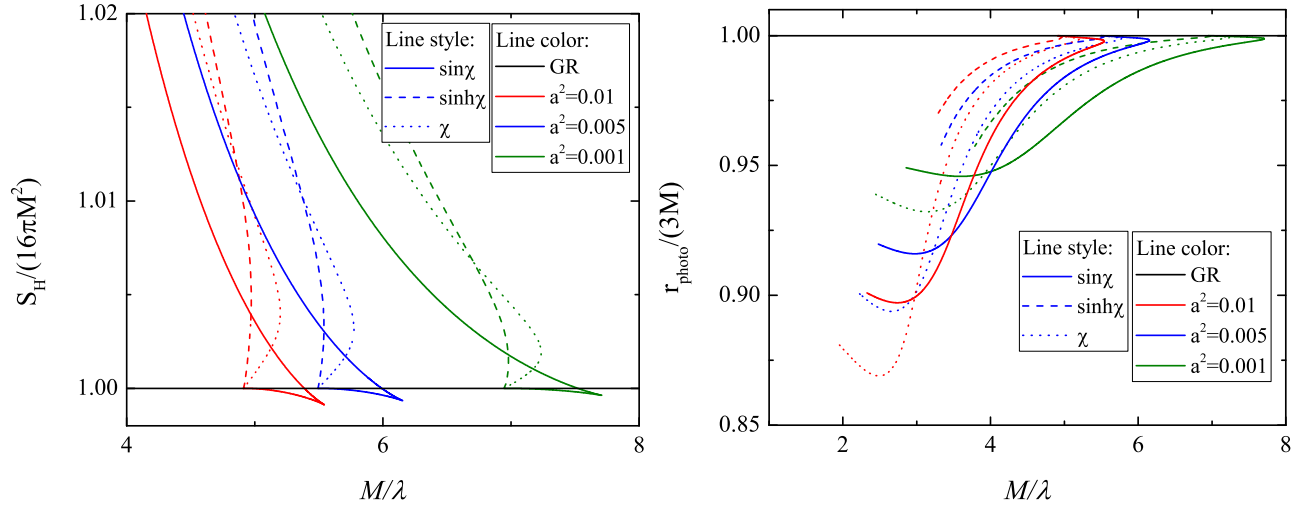 1.02
1.01
1.00
4
6
8
S_H/(16πM²)
M/λ
Line style:
sinχ
sinhχ
χ
Line color:
GR
a²=0.01
a²=0.005
a²=0.001
1.00
0.95
0.90
0.85
2
4
6
8
r_photo/(3M)
M/λ
Line style:
sinχ
sinhχ
χ
Line color:
GR
a²=0.01
a²=0.005
a²=0.001